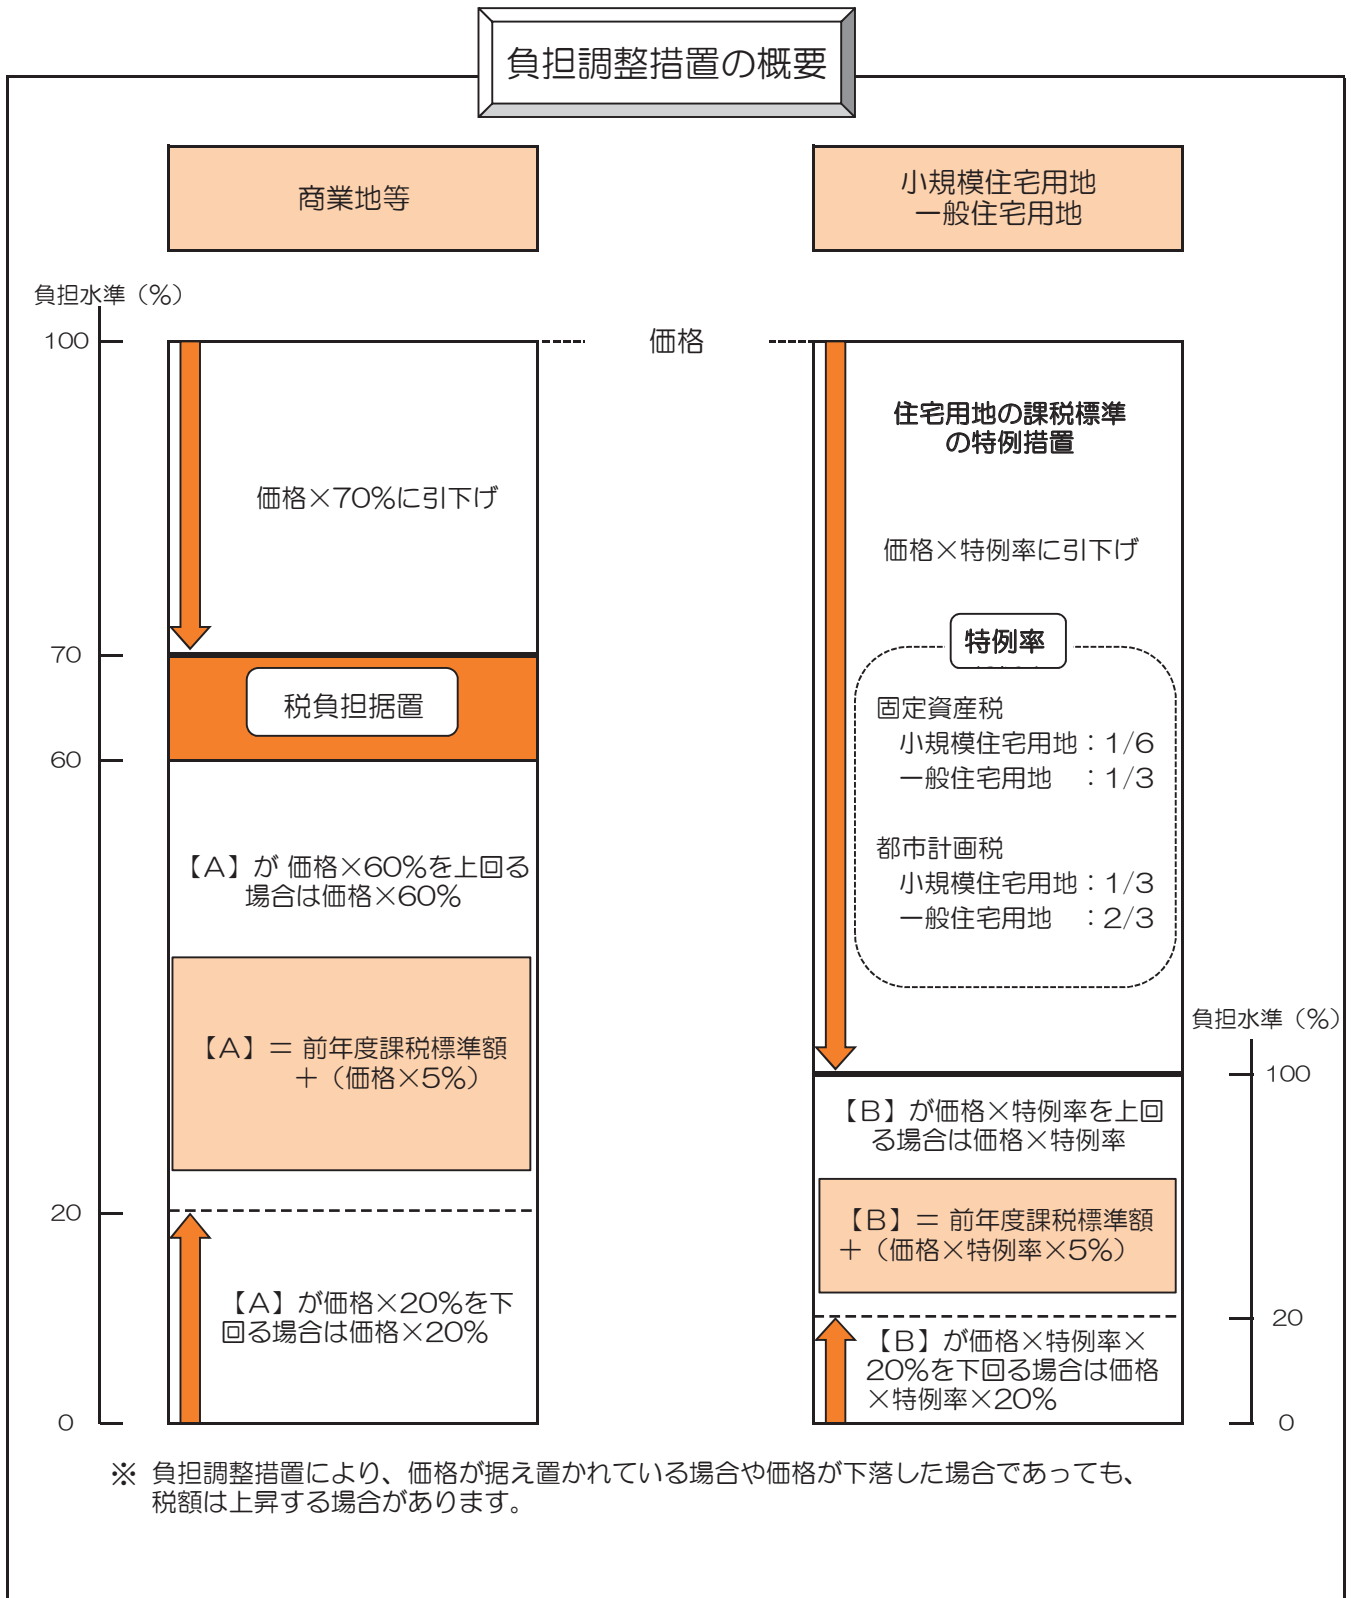 負担調整措置の概要
商業地等
小規模住宅用地
一般住宅用地
負担水準（%）
100
70
60
20
0
価格
価格×70%に引下げ
税負担据置
【A】が 価格×60%を上回る
場合は価格×60%
【A】＝ 前年度課税標準額
＋（価格×5%）
【A】が価格×20%を下
回る場合は価格×20%
住宅用地の課税標準
の特例措置
価格×特例率に引下げ
特例率
固定資産税
小規模住宅用地：1/6
一般住宅用地　：1/3
都市計画税
小規模住宅用地：1/3
一般住宅用地　：2/3
負担水準（%）
100
20
0
【B】が価格×特例率を上回
る場合は価格×特例率
【B】＝ 前年度課税標準額
＋（価格×特例率×5%）
【B】が価格×特例率×
20%を下回る場合は価格
×特例率×20%
※ 負担調整措置により、価格が据え置かれている場合や価格が下落した場合であっても、
税額は上昇する場合があります。